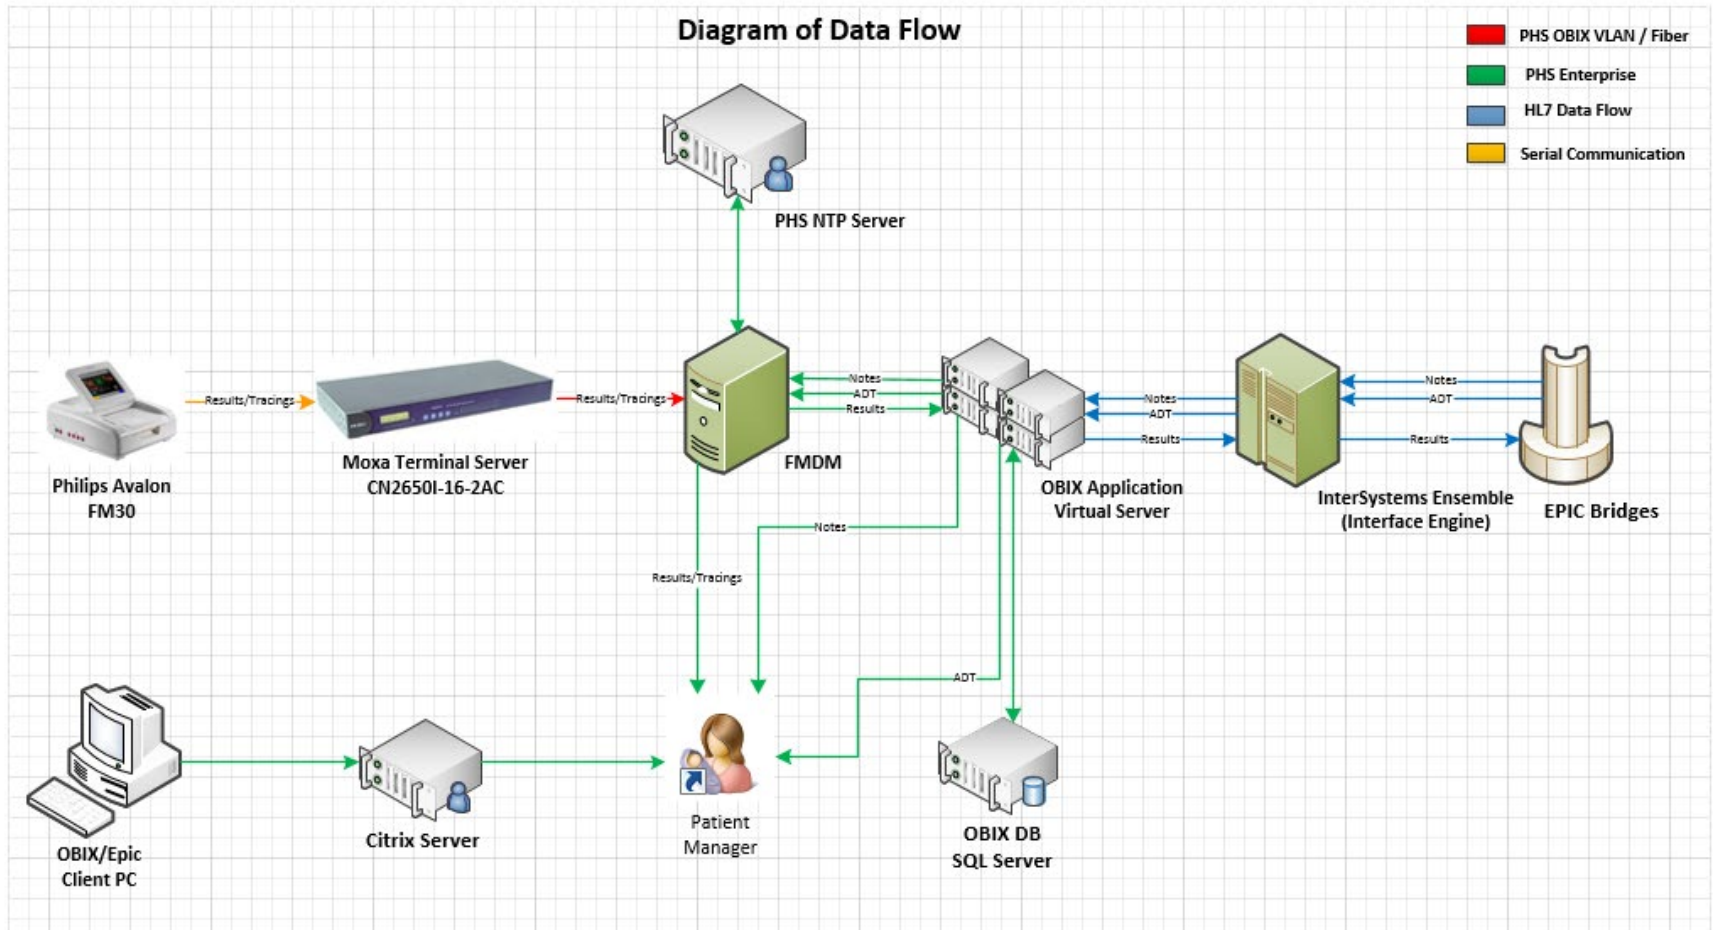 Diagram of Data Flow
PHS OBIX VLAN / Fiber
PHS Enterprise
HL7 Data Flow
Serial Communication
PHS NTP Server
Results/Tracings
Results/Tracings
Notes
ADT
Results
Notes
ADT
Results
Notes
ADT
Results
Philips Avalon
FM30
Moxa Terminal Server
CN2650I-16-2AC
FMDM
OBIX Application
Virtual Server
InterSystems Ensemble
(Interface Engine)
EPIC Bridges
Notes
Results/Tracings
ADT
OBIX/Epic
Client PC
Citrix Server
Patient
Manager
OBIX DB
SQL Server